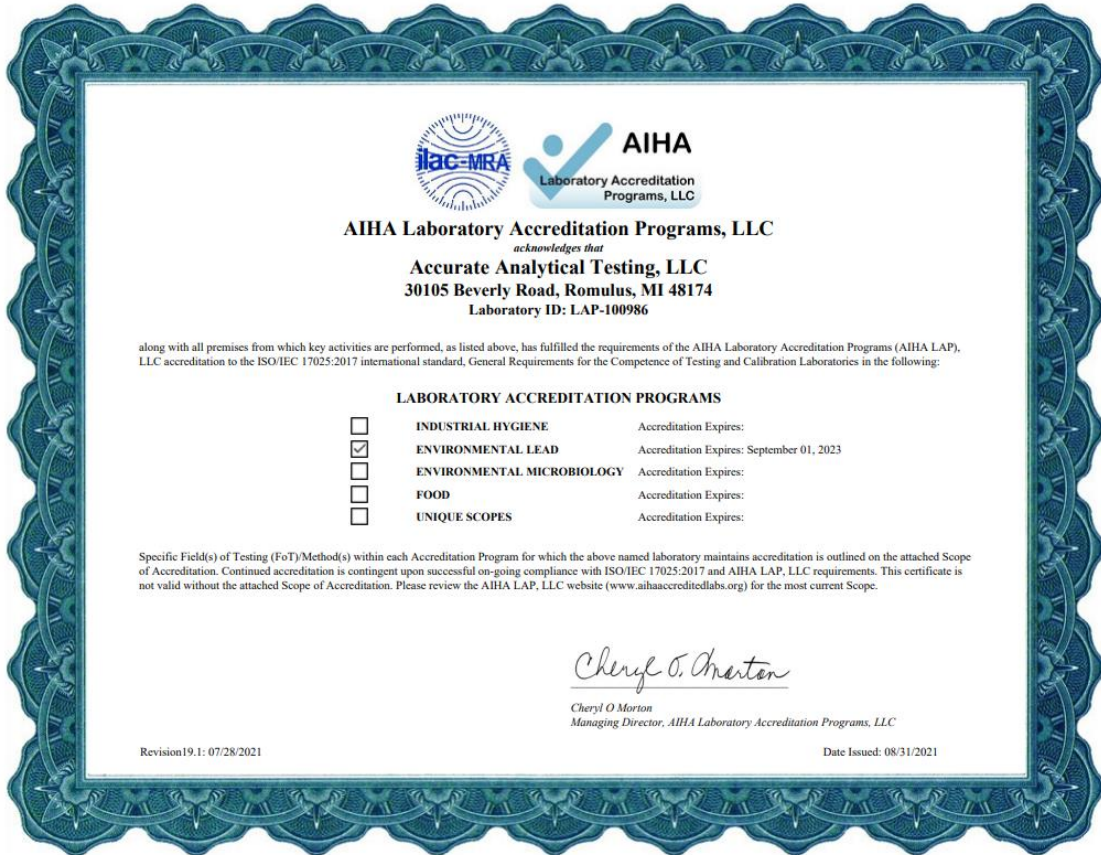 ilac-MRA
AIHA
Laboratory Accreditation
Programs, LLC
AIHA Laboratory Accreditation Programs, LLC
acknowledges that
Accurate Analytical Testing, LLC
30105 Beverly Road, Romulus, MI 48174
Laboratory ID: LAP-100986
along with all premises from which key activities are performed, as listed above, has fulfilled the requirements of the AIHA Laboratory Accreditation Programs (AIHA LAP),
LLC accreditation to the ISO/IEC 17025:2017 international standard, General Requirements for the Competence of Testing and Calibration Laboratories in the following:
LABORATORY ACCREDITATION PROGRAMS
INDUSTRIAL HYGIENE Accreditation Expires:
ENVIRONMENTAL LEAD Accreditation Expires: September 01, 2023
ENVIRONMENTAL MICROBIOLOGY Accreditation Expires:
FOOD Accreditation Expires:
UNIQUE SCOPES Accreditation Expires:
Specific Field(s) of Testing (FoT)/Method(s) within each Accreditation Program for which the above named laboratory maintains accreditation is outlined on the attached Scope
of Accreditation. Continued accreditation is contingent upon successful on-going compliance with ISO/IEC 17025:2017 and AIHA LAP, LLC requirements. This certificate is
not valid without the attached Scope of Accreditation. Please review the AIHA LAP, LLC website (www.aihaaccreditedlabs.org) for the most current Scope.
Cheryl O. Morton
Cheryl O Morton
Managing Director, AIHA Laboratory Accreditation Programs, LLC
Revision19.1: 07/28/2021 Date Issued: 08/31/2021